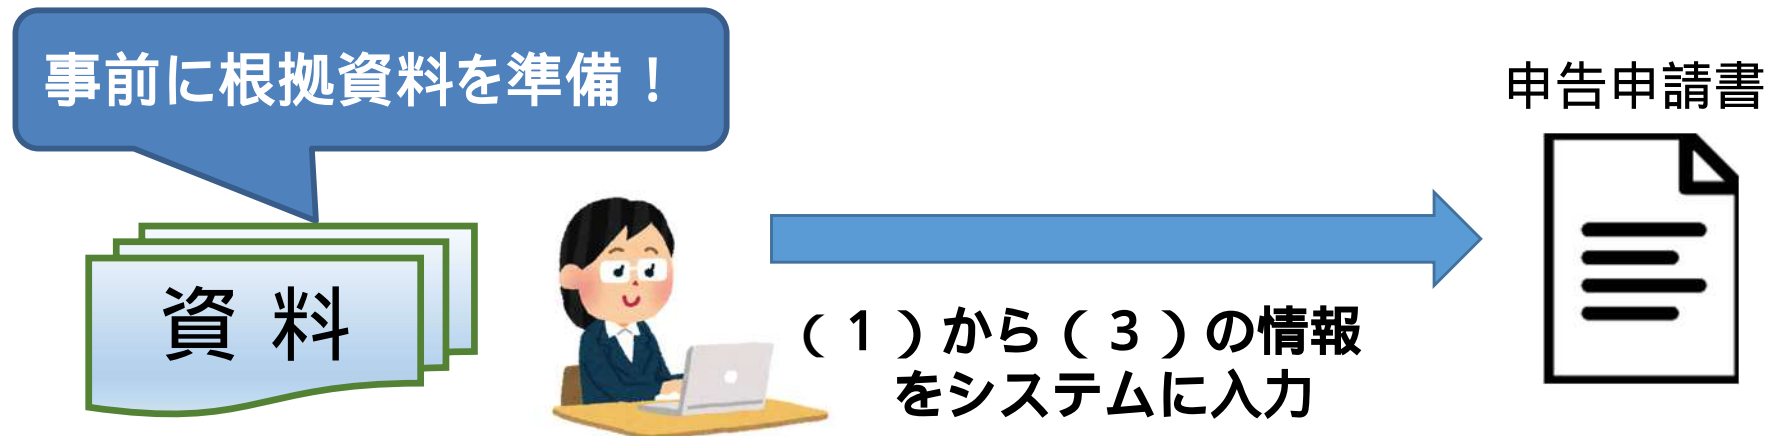 事前に根拠資料を準備！
申告申請書
資料
（１）から（３）の情報
をシステムに入力